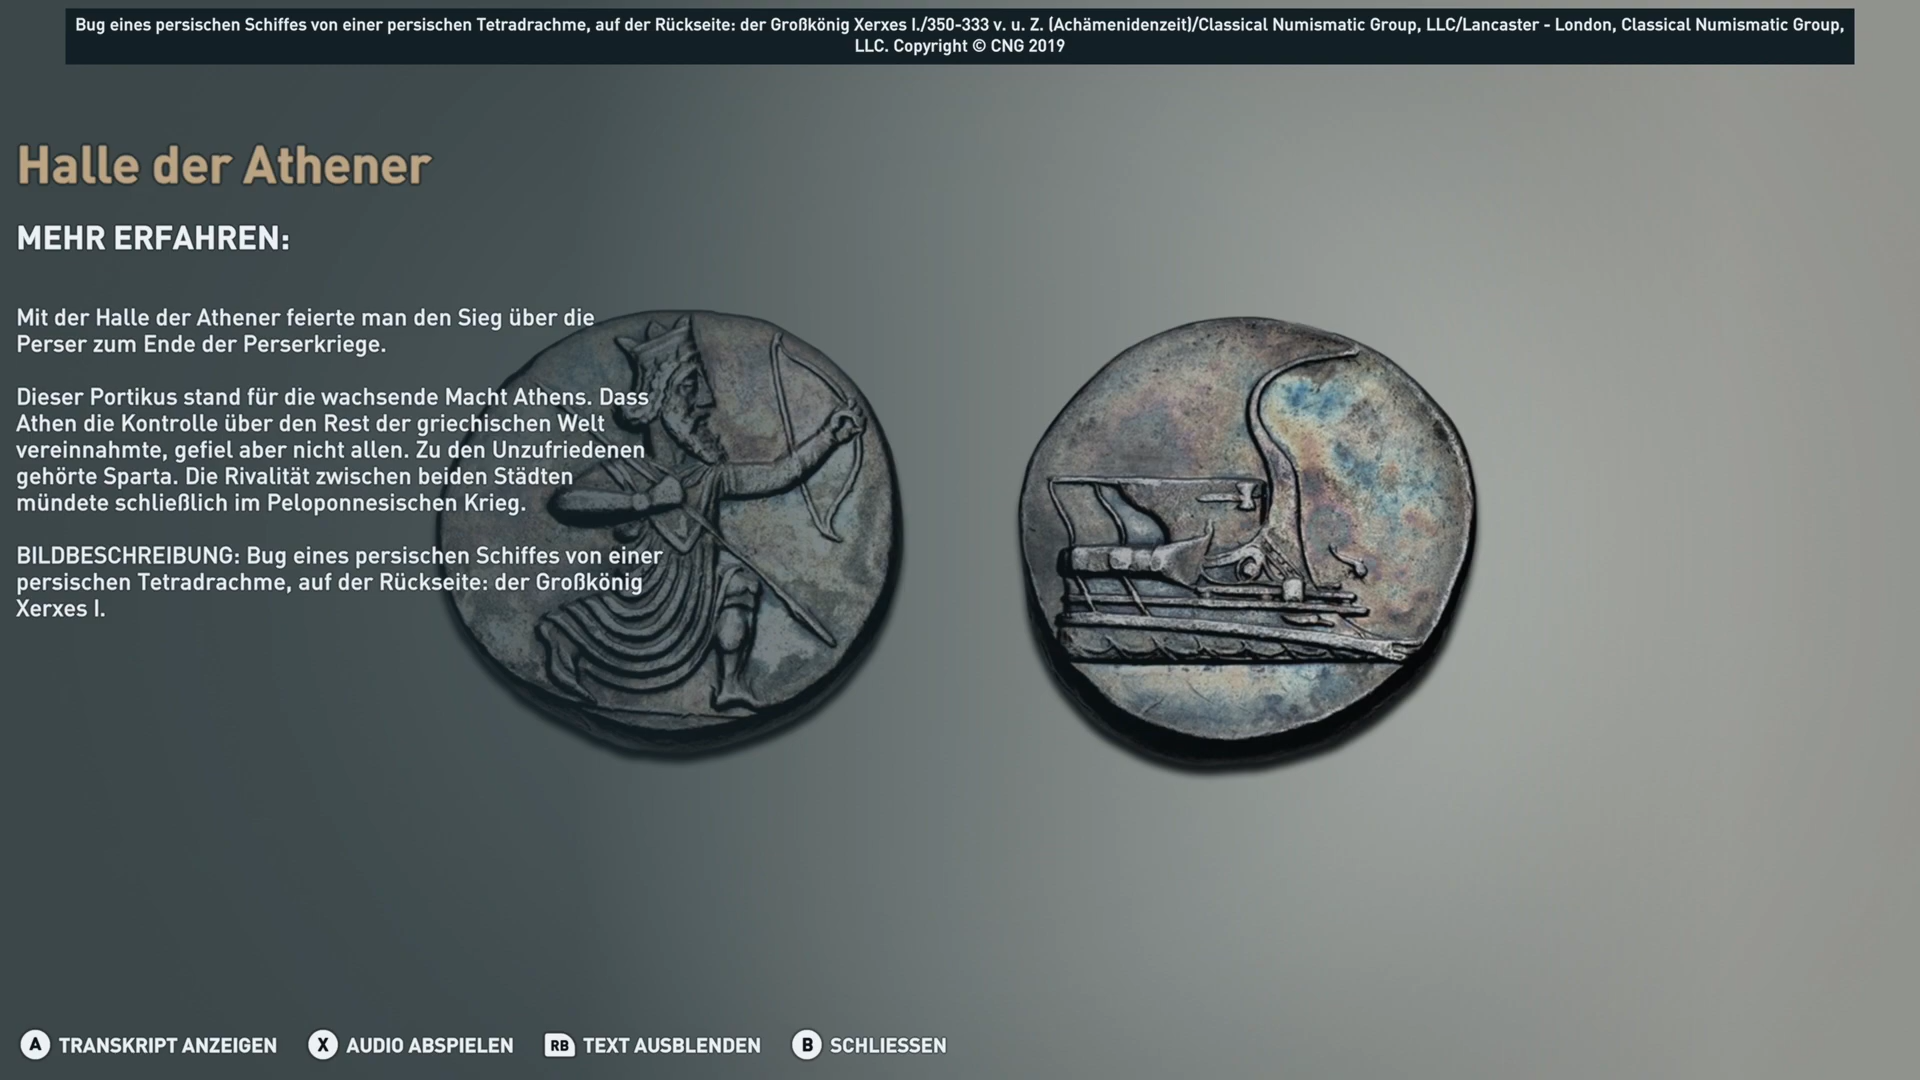 Bug eines persischen Schiffes von einer persischen Tetradrachme, auf der Rückseite: der Großkönig Xerxes I./350-333 v. u. Z. (Achämenidenzeit)/Classical Numismatic Group, LLC/Lancaster - London, Classical Numismatic Group,
LLC. Copyright © CNG 2019
Halle der Athener
MEHR ERFAHREN:
Mit der Halle der Athener feierte man den Sieg über die
Perser zum Ende der Perserkriege.
Dieser Portikus stand für die wachsende Macht Athens. Dass
Athen die Kontrolle über den Rest der griechischen Welt
vereinnahmte, gefiel aber nicht allen. Zu den Unzufriedenen
gehörte Sparta. Die Rivalität zwischen beiden Städten
mündete schließlich im Peloponnesischen Krieg.
BILDBESCHREIBUNG: Bug eines persischen Schiffes von einer
persischen Tetradrachme, auf der Rückseite: der Großkönig
Xerxes I.
A TRANSKRIPT ANZEIGEN X AUDIO ABSPIELEN RB TEXT AUSBLENDEN B SCHLIESSEN